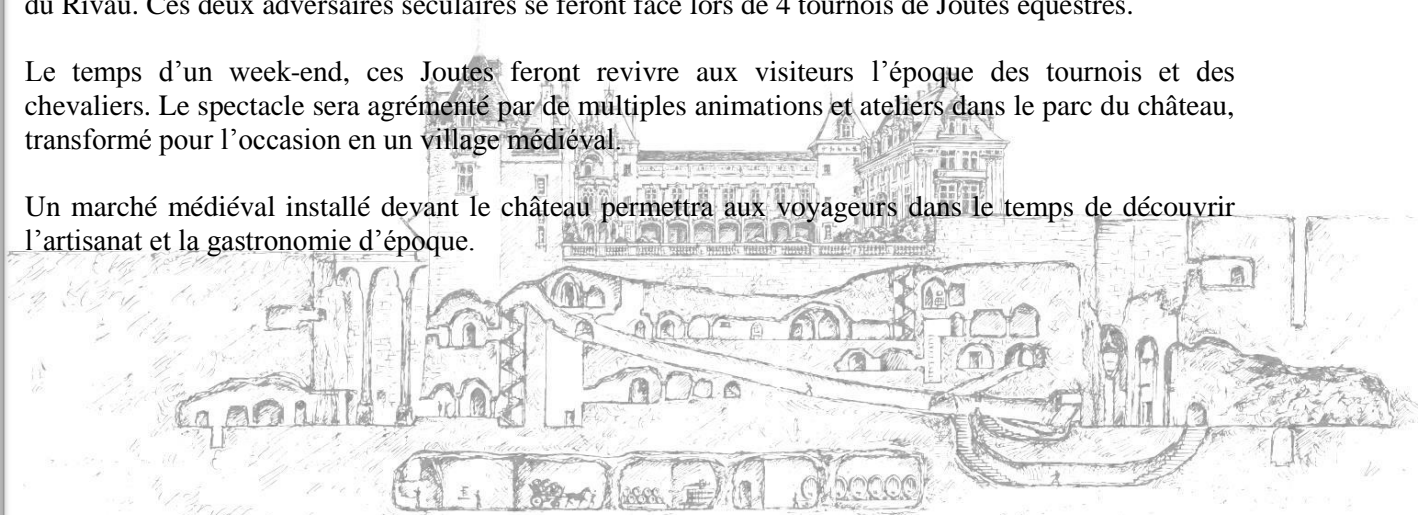 du Rivau. Ces deux adversaires séculaires se feront face lors de 4 tournois de Joutes équestres.
Le temps d’un week-end, ces Joutes feront revivre aux visiteurs l’époque des tournois et des
chevaliers. Le spectacle sera agrémenté par de multiples animations et ateliers dans le parc du château,
transformé pour l’occasion en un village médiéval.
Un marché médiéval installé devant le château permettra aux voyageurs dans le temps de découvrir
l’artisanat et la gastronomie d’époque.